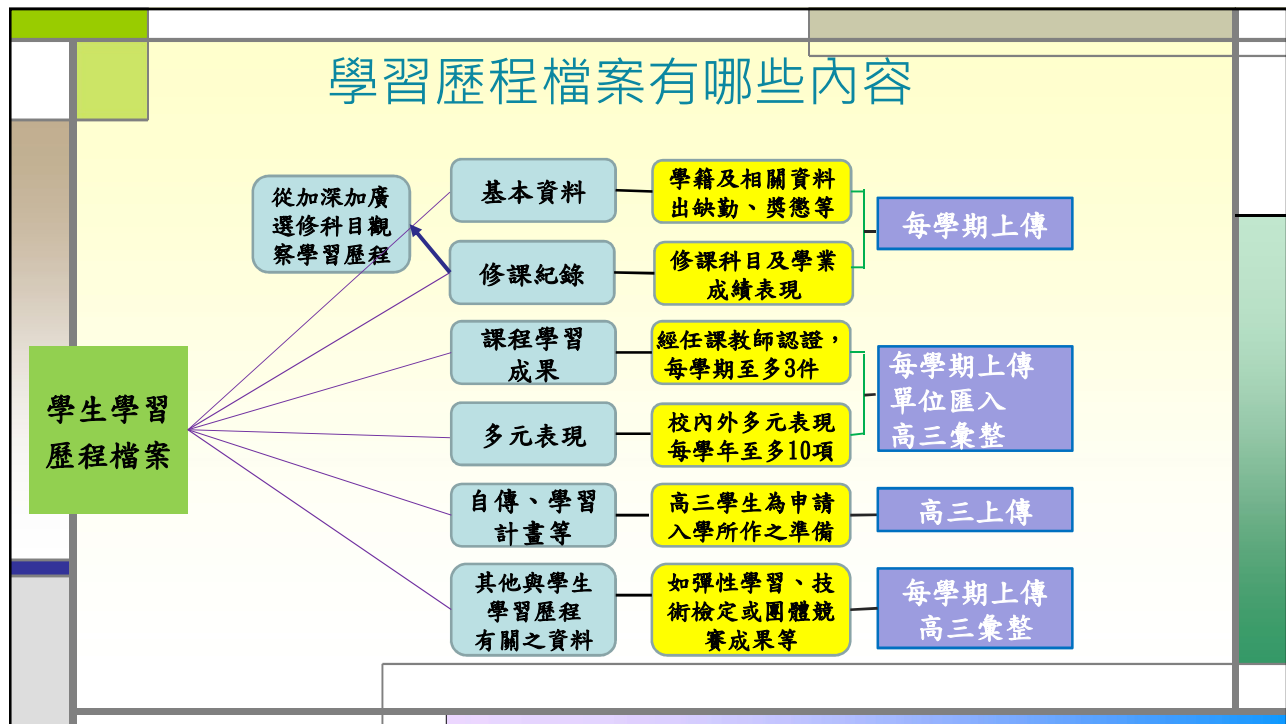 學習歷程檔案有哪些內容
學生學習
歷程檔案
從加深加廣
選修科目觀
察學習歷程
基本資料
學籍及相關資料
出缺勤、獎懲等
修課紀錄
修課科目及學業
成績表現
每學期上傳
課程學習
成果
經任課教師認證，
每學期至多3件
多元表現
校內外多元表現
每學年至多10項
每學期上傳
單位匯入
高三彙整
自傳、學習
計畫等
高三學生為申請
入學所作之準備
高三上傳
其他與學生
學習歷程
有關之資料
如彈性學習、技
術檢定或團體競
賽成果等
每學期上傳
高三彙整